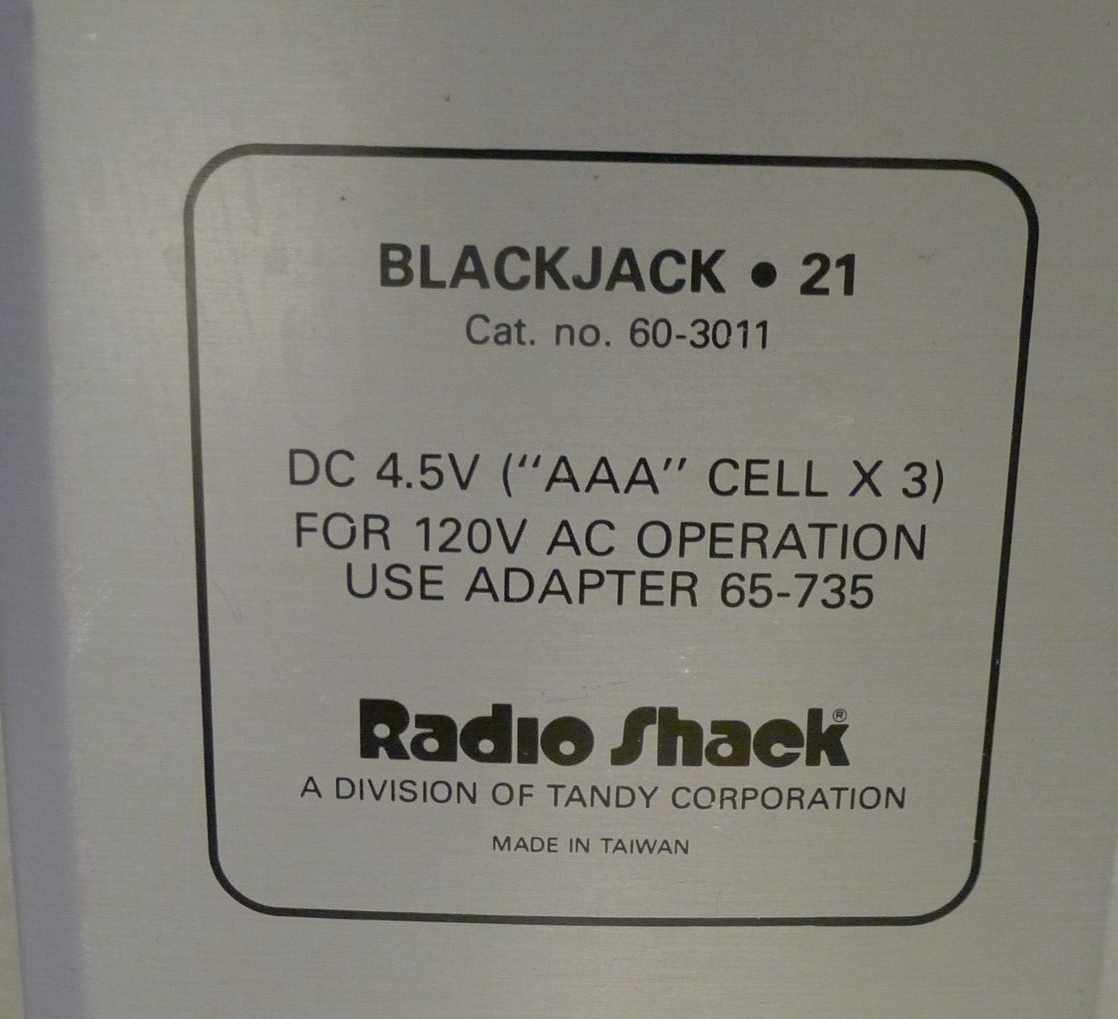 BLACKJACK • 21
Cat. no. 60-3011
DC 4.5V (“AAA” CELL X 3)
FOR 120V AC OPERATION
USE ADAPTER 65-735
Radio Shack®
A DIVISION OF TANDY CORPORATION
MADE IN TAIWAN